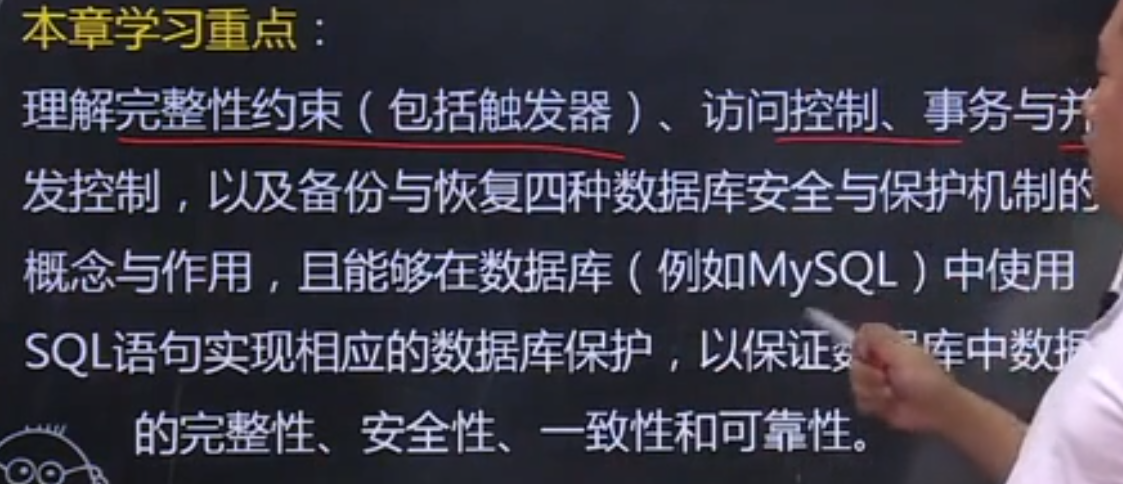 本章学习重点：
理解完整性约束（包括触发器）、访问控制、事务与并
发控制，以及备份与恢复四种数据库安全与保护机制的
概念与作用，且能够在数据库（例如MySQL）中使用
SQL语句实现相应的数据库保护，以保证数据库中数据
的完整性、安全性、一致性和可靠性。